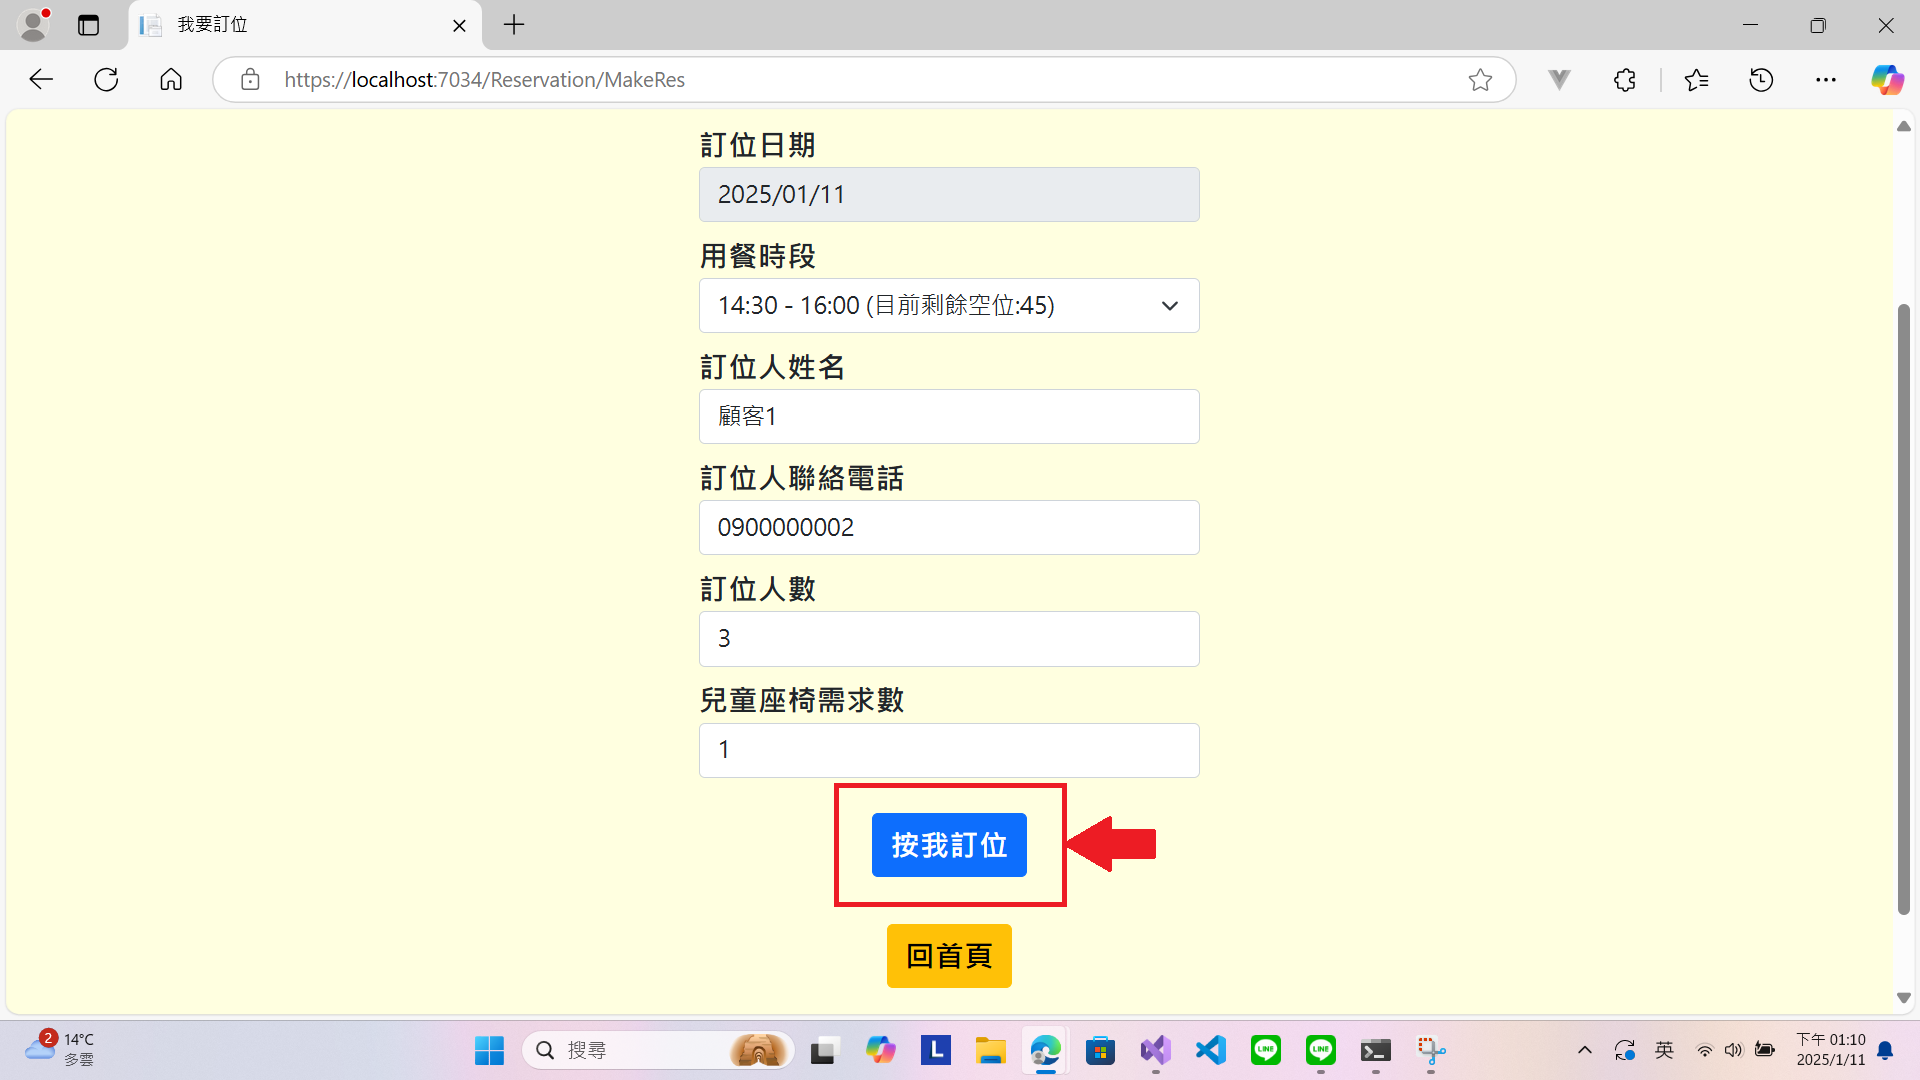 我要訂位
https://localhost:7034/Reservation/MakeRes
訂位日期
2025/01/11
用餐時段
14:30 - 16:00 (目前剩餘空位:45)
訂位人姓名
顧客1
訂位人聯絡電話
0900000002
訂位人數
3
兒童座椅需求數
1
按我訂位
回首頁
2
14°C
多雲
搜尋
L
LINE
LINE
英
下午 01:10
2025/1/11